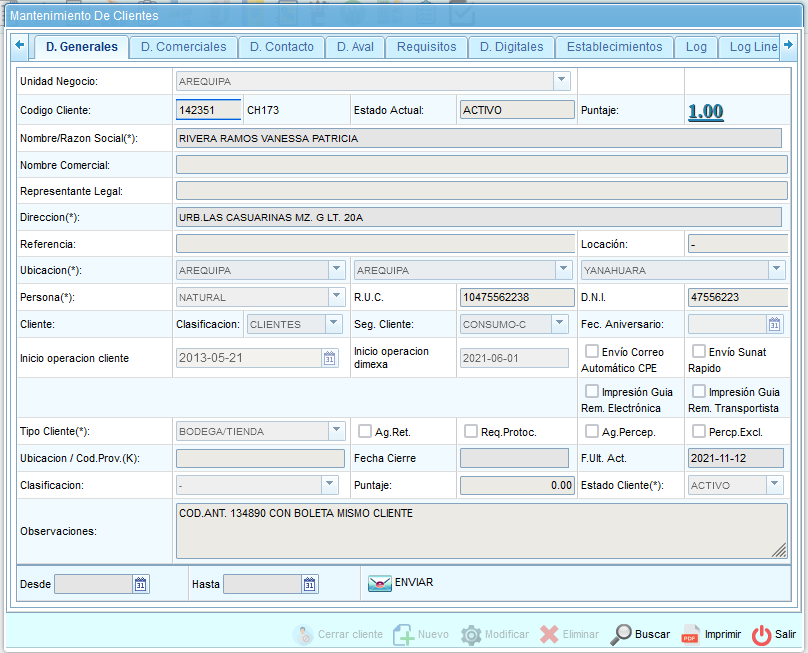 Mantenimiento De Clientes
D. Generales D. Comerciales D. Contacto D. Aval Requisitos D. Digitales Establecimientos Log Log Line
Unidad Negocio: AREQUIPA
Codigo Cliente: 142351 CH173 Estado Actual: ACTIVO Puntaje: 1.00
Nombre/Razon Social(*): RIVERA RAMOS VANESSA PATRICIA
Nombre Comercial:
Representante Legal:
Direccion(*): URB.LAS CASUARINAS MZ. G LT. 20A
Referencia: Locación: -
Ubicacion(*): AREQUIPA AREQUIPA YANAHUARA
Persona(*): NATURAL R.U.C. 10475562238 D.N.I. 47556223
Cliente: Clasificacion: CLIENTES Seg. Cliente: CONSUMO-C Fec. Aniversario:
Inicio operacion cliente 2013-05-21 Inicio operacion dimexa 2021-06-01 Envío Correo Automático CPE Envío Sunat Rapido
Impresión Guia Rem. Electrónica Impresión Guia Rem. Transportista
Tipo Cliente(*): BODEGA/TIENDA Ag.Ret. Req.Protoc. Ag.Percep. Percp.Excl.
Ubicacion / Cod.Prov.(K): Fecha Cierre F.Ult. Act. 2021-11-12
Clasificacion: - Puntaje: 0.00 Estado Cliente(*): ACTIVO
Observaciones: COD.ANT. 134890 CON BOLETA MISMO CLIENTE
Desde Hasta ENVIAR
Cerrar cliente Nuevo Modificar Eliminar Buscar Imprimir Salir